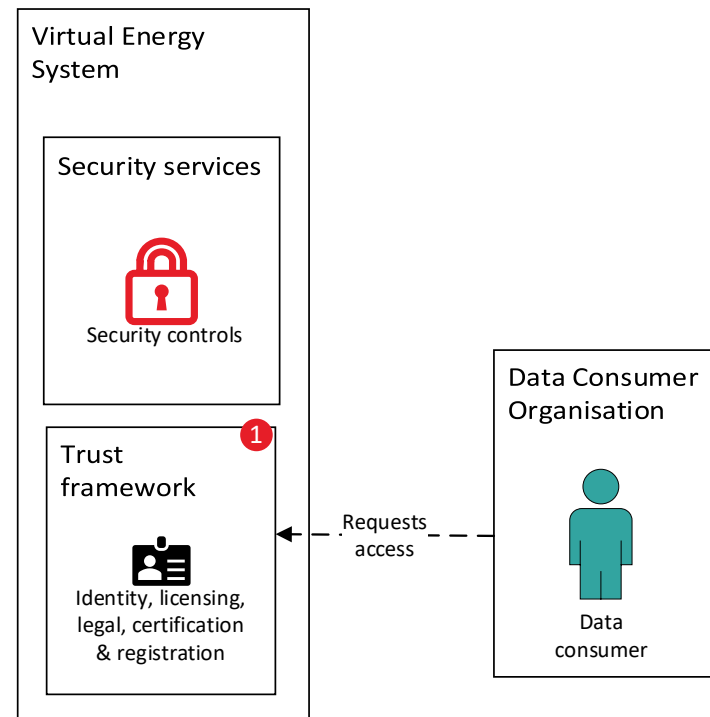 Virtual Energy
System
Security services
Security controls
1
Trust
framework
Identity, licensing,
legal, certification
& registration
Requests
access
Data Consumer
Organisation
Data
consumer